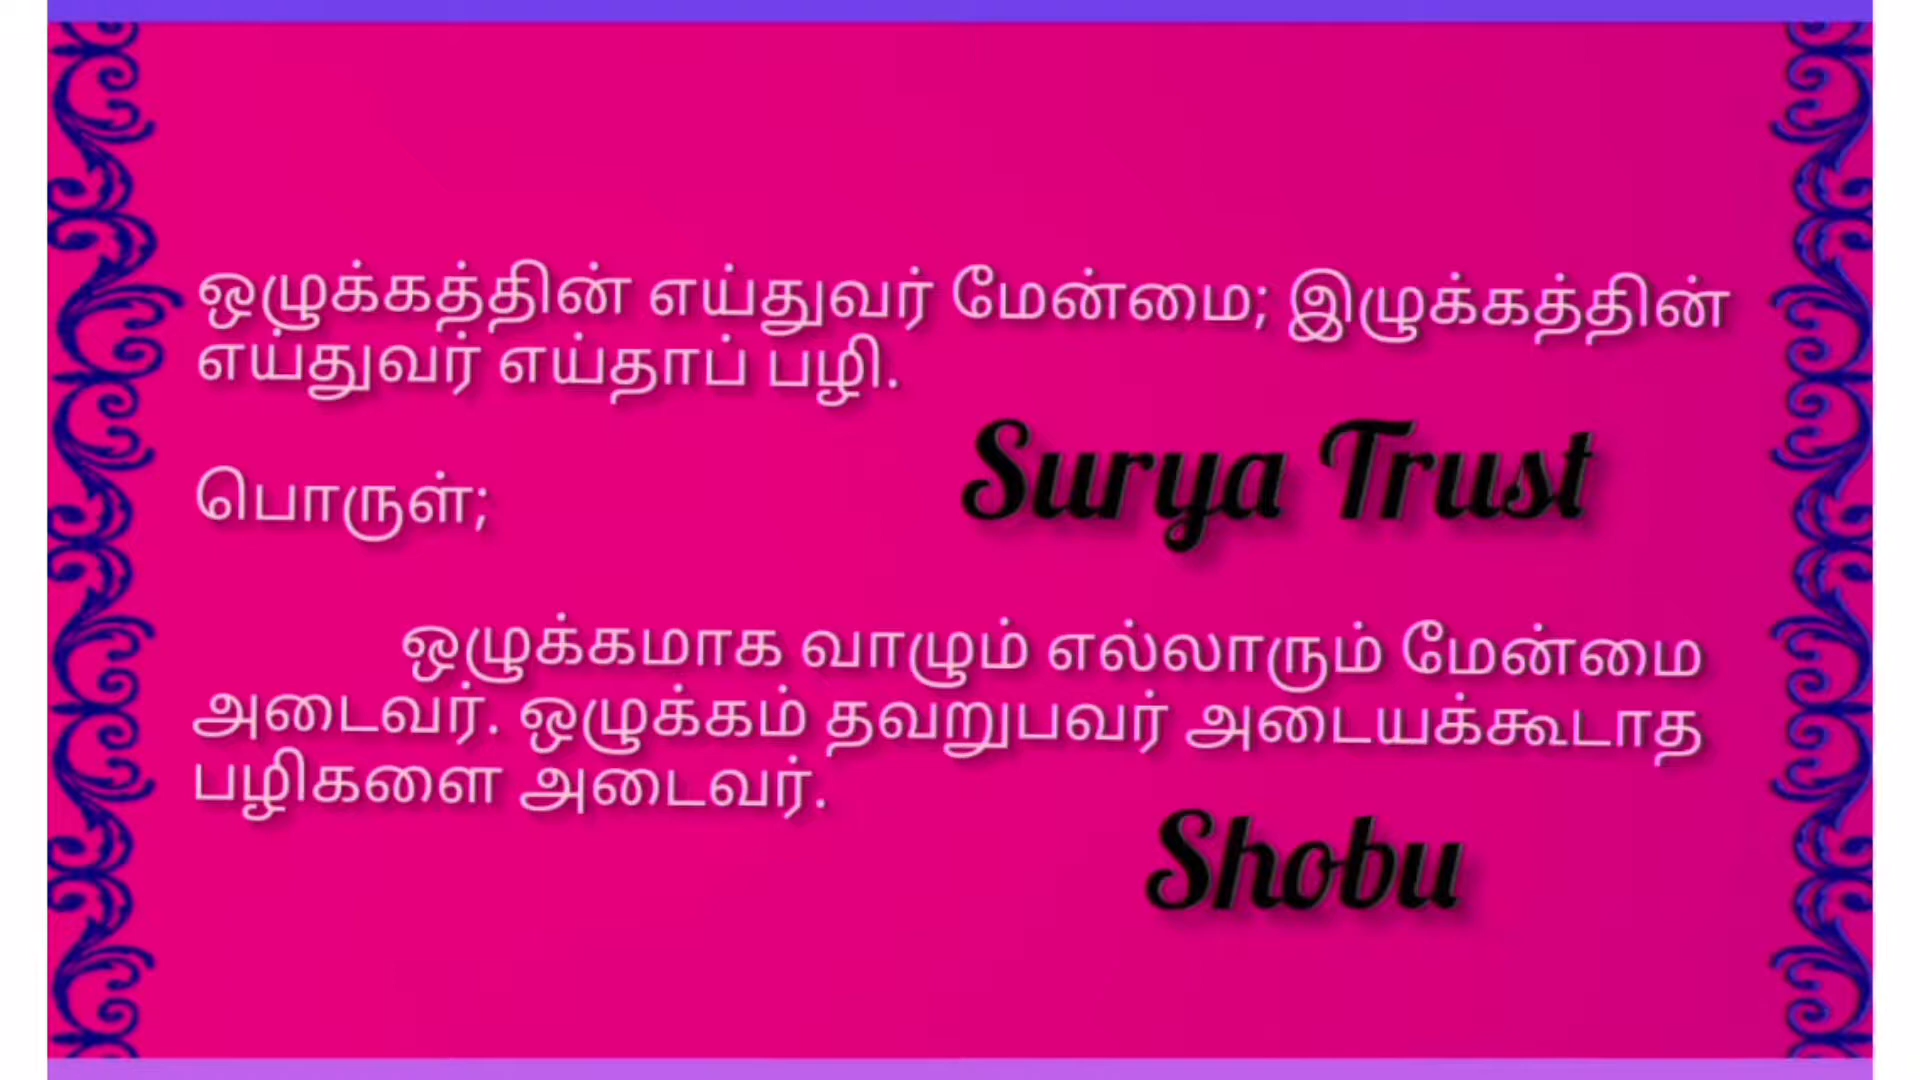 ஒழுக்கத்தின் எய்துவர் மேன்மை; இழுக்கத்தின்
எய்துவர் எய்தாப் பழி.
Surya Trust
பொருள்;
ஒழுக்கமாக வாழும் எல்லாரும் மேன்மை
அடைவர். ஒழுக்கம் தவறுபவர் அடையக்கூடாத
பழிகளை அடைவர்.
Shobu